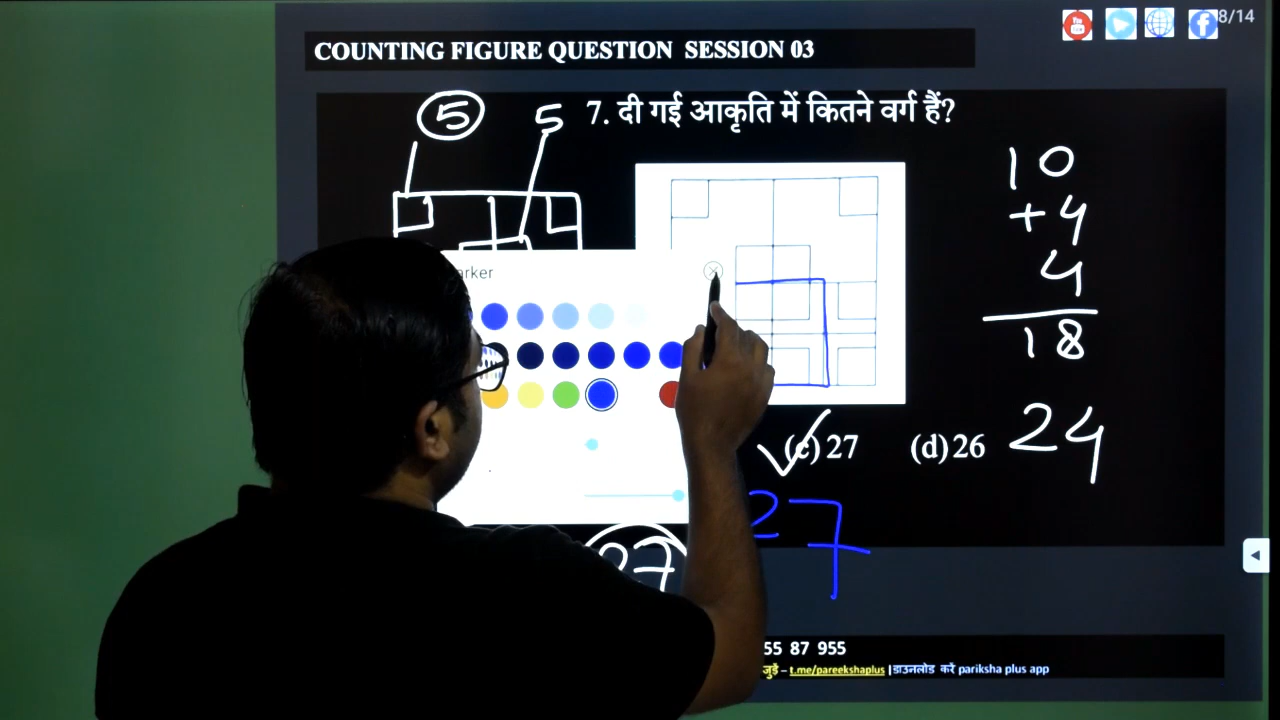 8/14
COUNTING FIGURE QUESTION SESSION 03
5 5 7. दी गई आकृति में कितने वर्ग हैं?
10
+4
4
18
arker
(c) 27 (d) 26 24
27
27
55 87 955
जुड़ें – t.me/pareekshaplus | डाउनलोड करें pariksha plus app